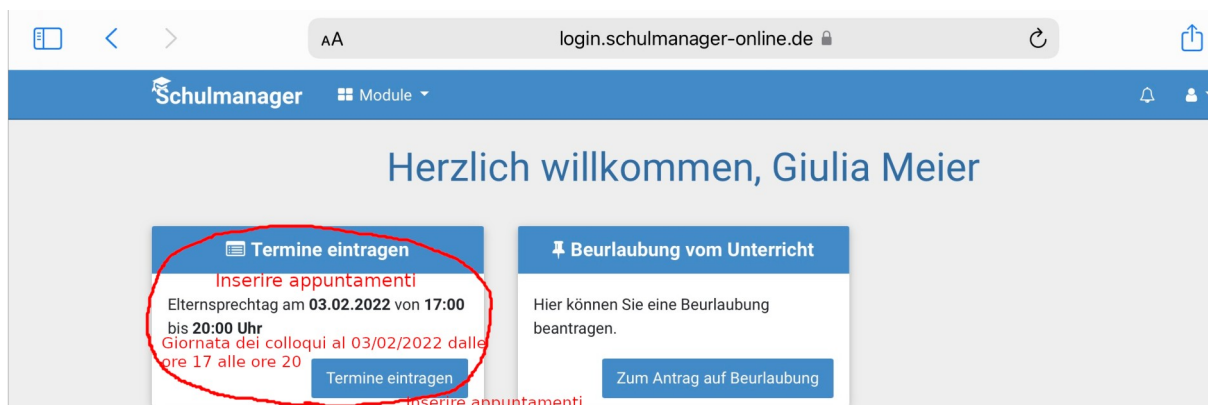 AA login.schulmanager-online.de
Schulmanager Module
Herzlich willkommen, Giulia Meier
Termine eintragen
Inserire appuntamenti
Elternsprechtag am 03.02.2022 von 17:00
bis 20:00 Uhr
Giornata dei colloqui al 03/02/2022 dalle
ore 17 alle ore 20
Termine eintragen
Inserire appuntamenti
Beurlaubung vom Unterricht
Hier können Sie eine Beurlaubung
beantragen.
Zum Antrag auf Beurlaubung